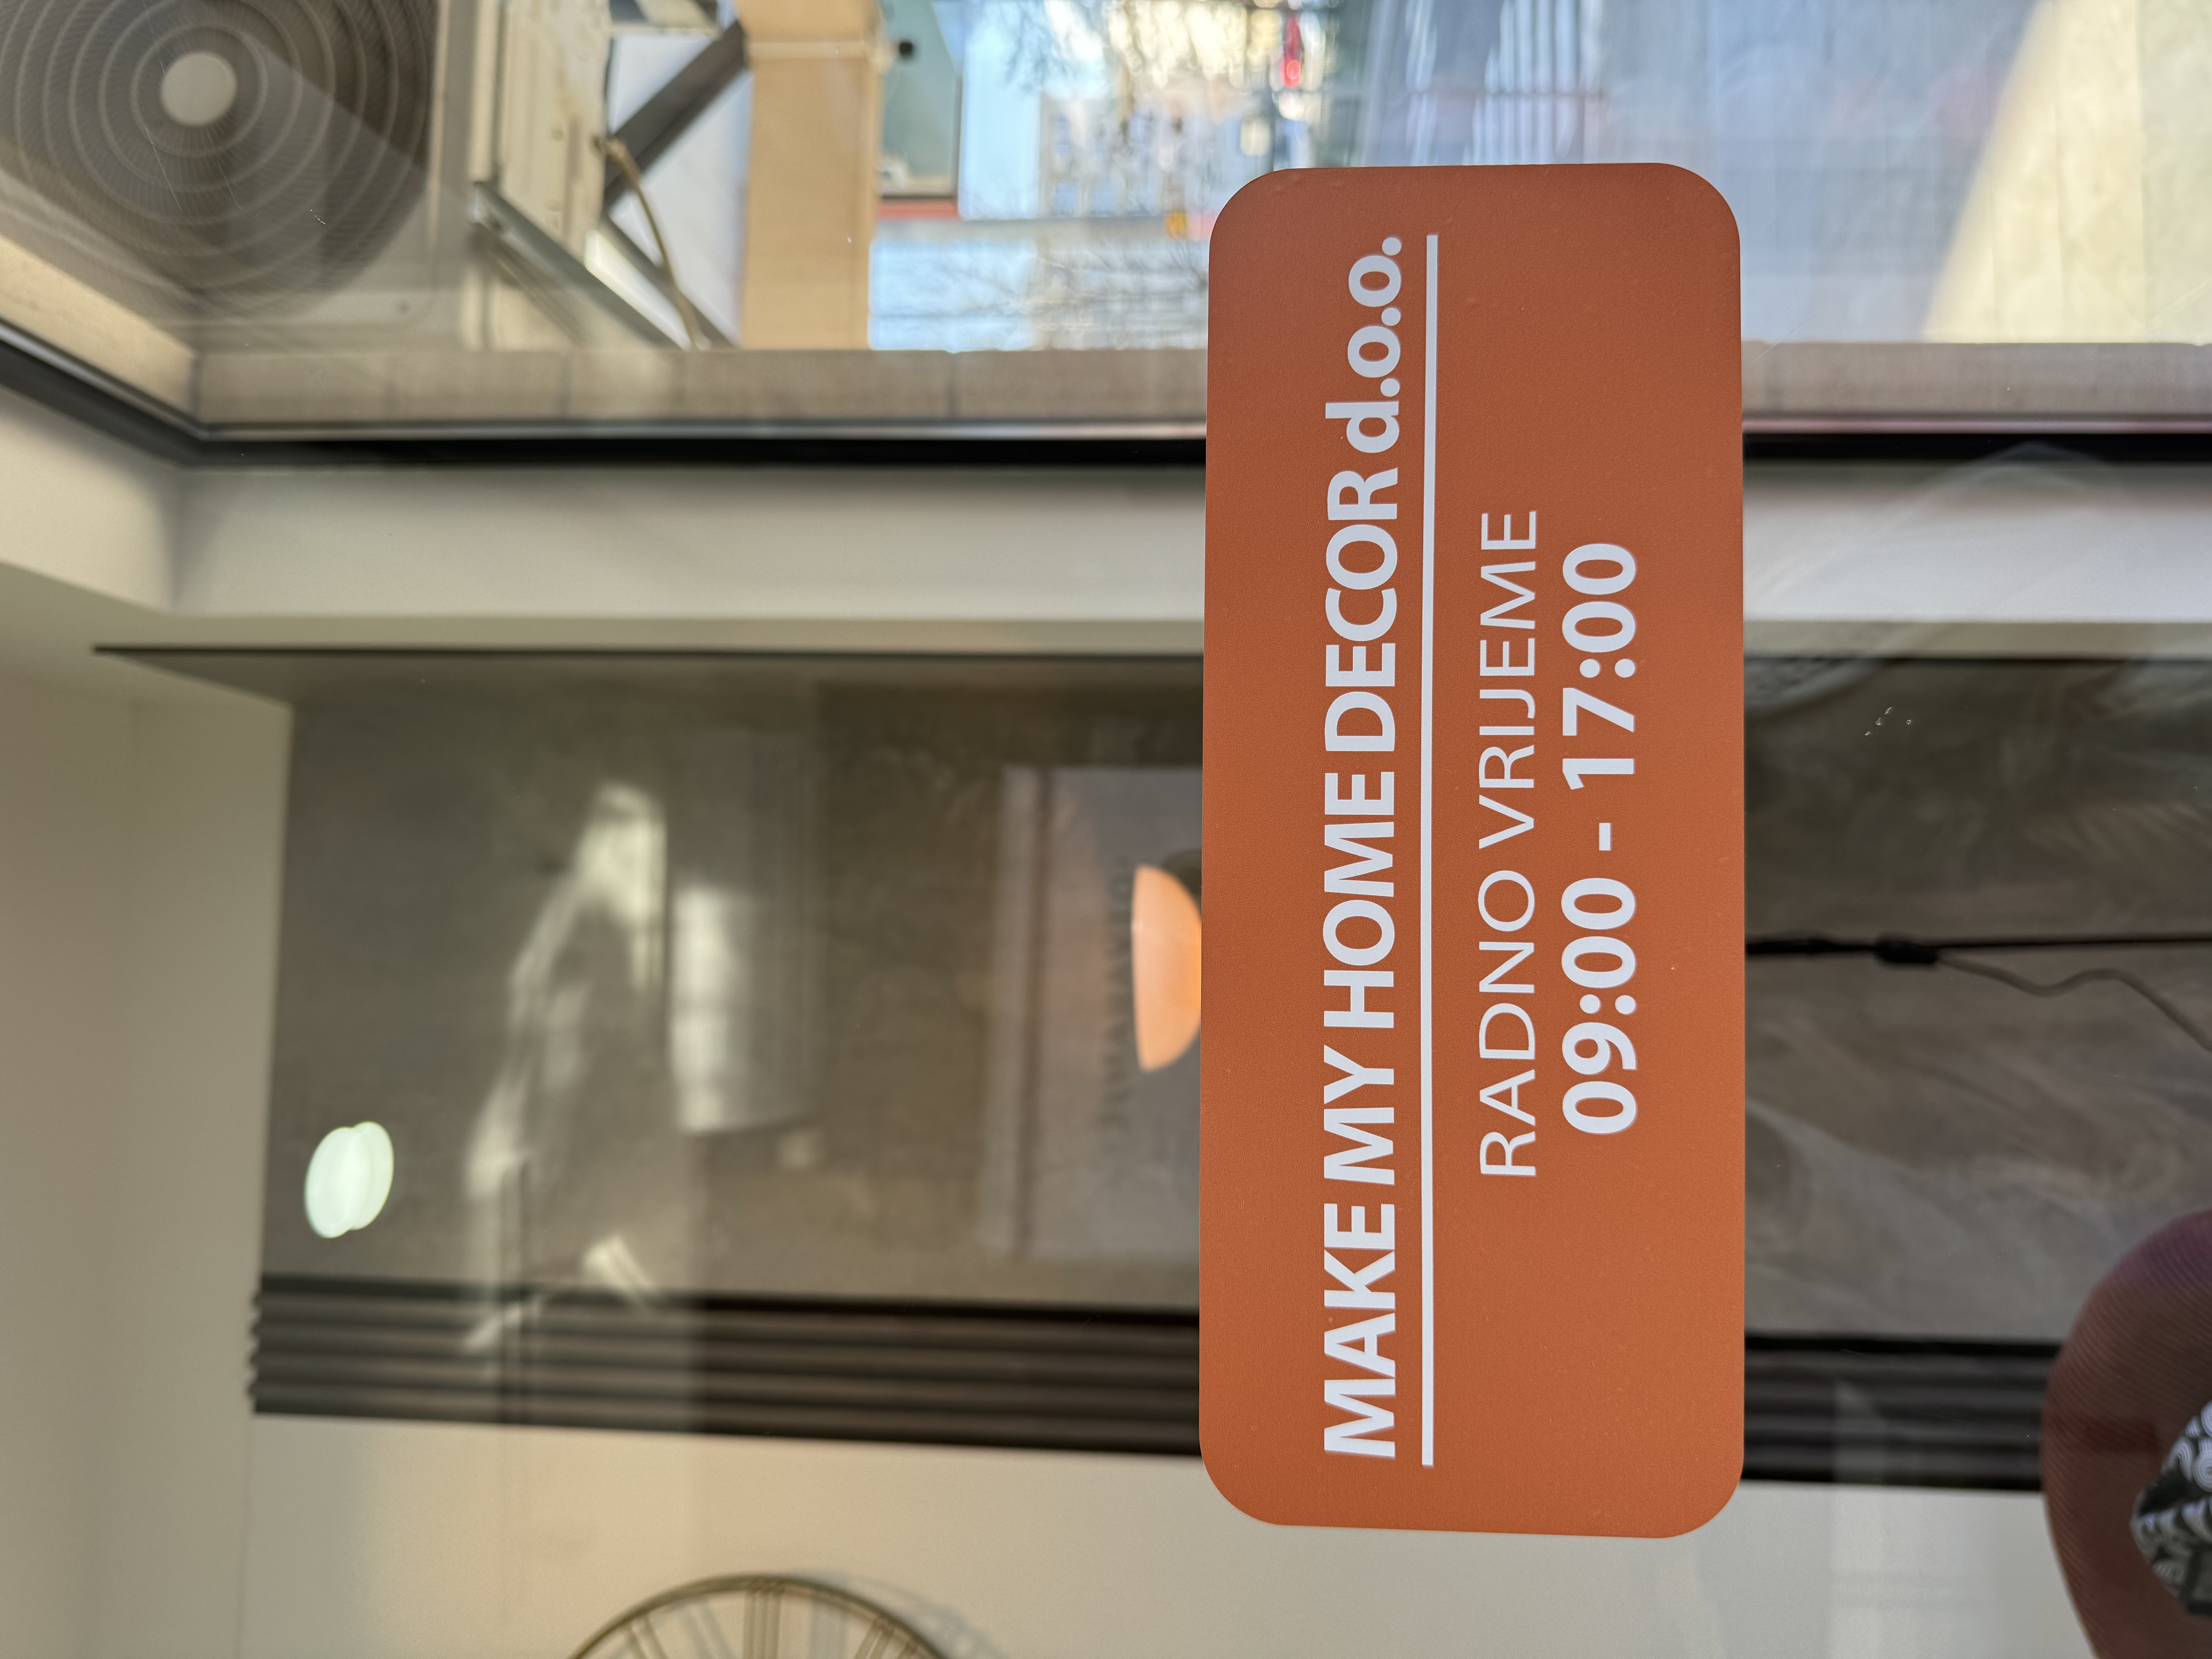 MAKE MY HOME DECOR d.o.o.
RADNO VRIJEME
09:00 - 17:00